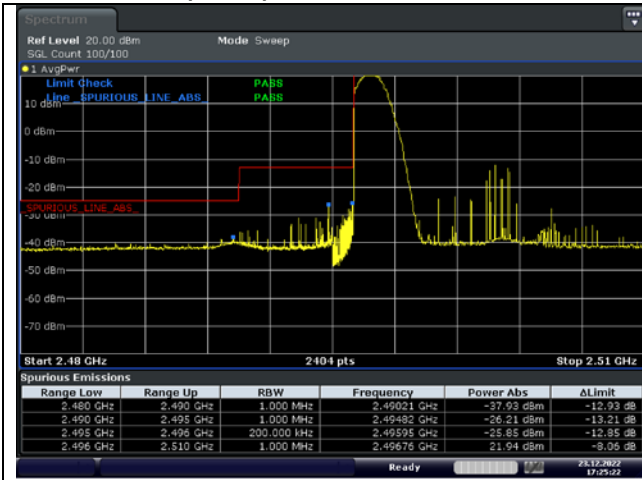 Spectrum
Ref Level 20.00 dBm Mode Sweep
SGL Count 100/100
1 AvgPwr
Limit Check PASS
Line _SPURIOUS_LINE_ABS_ PASS
10 dBm
0 dBm
-10 dBm
-20 dBm
_SPURIOUS_LINE_ABS_
-30 dBm
-40 dBm
-50 dBm
-60 dBm
-70 dBm
Start 2.48 GHz 2404 pts Stop 2.51 GHz
Spurious Emissions
Range Low Range Up RBW Frequency Power Abs ΔLimit
2.480 GHz 2.490 GHz 1.000 MHz 2.49021 GHz -37.93 dBm -12.93 dB
2.490 GHz 2.495 GHz 1.000 MHz 2.49482 GHz -26.21 dBm -13.21 dB
2.495 GHz 2.496 GHz 200.000 kHz 2.49595 GHz -25.85 dBm -12.85 dB
2.496 GHz 2.510 GHz 1.000 MHz 2.49676 GHz 21.94 dBm -8.06 dB
Ready 23.12.2022
17:25:22